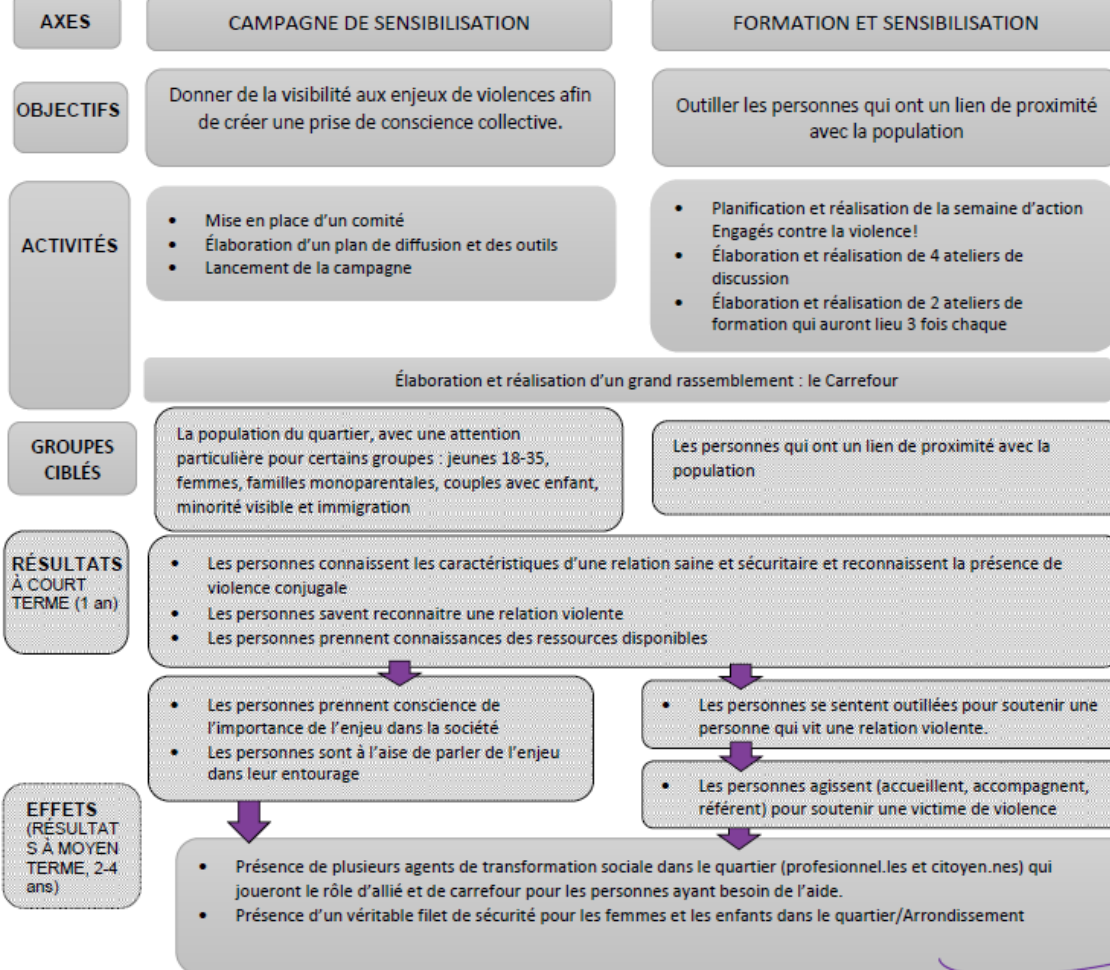 AXES
CAMPAGNE DE SENSIBILISATION
FORMATION ET SENSIBILISATION
OBJECTIFS
Donner de la visibilité aux enjeux de violences afin
de créer une prise de conscience collective.
Outiller les personnes qui ont un lien de proximité
avec la population
ACTIVITÉS
• Mise en place d'un comité
• Élaboration d'un plan de diffusion et des outils
• Lancement de la campagne
• Planification et réalisation de la semaine d'action
Engagés contre la violence!
• Élaboration et réalisation de 4 ateliers de
discussion
• Élaboration et réalisation de 2 ateliers de
formation qui auront lieu 3 fois chaque
Élaboration et réalisation d'un grand rassemblement : le Carrefour
GROUPES
CIBLÉS
La population du quartier, avec une attention
particulière pour certains groupes : jeunes 18-35,
femmes, familles monoparentales, couples avec enfant,
minorité visible et immigration
Les personnes qui ont un lien de proximité avec la
population
RÉSULTATS
À COURT
TERME (1 an)
• Les personnes connaissent les caractéristiques d'une relation saine et sécuritaire et reconnaissent la présence de
violence conjugale
• Les personnes savent reconnaitre une relation violente
• Les personnes prennent connaissances des ressources disponibles
• Les personnes prennent conscience de
l'importance de l'enjeu dans la société
• Les personnes sont à l'aise de parler de l'enjeu
dans leur entourage
• Les personnes se sentent outillées pour soutenir une
personne qui vit une relation violente.
• Les personnes agissent (accueillent, accompagnent,
référent) pour soutenir une victime de violence
EFFETS
(RÉSULTAT
S À MOYEN
TERME, 2-4
ans)
• Présence de plusieurs agents de transformation sociale dans le quartier (profesionnel.les et citoyen.nes) qui
joueront le rôle d'allié et de carrefour pour les personnes ayant besoin de l'aide.
• Présence d'un véritable filet de sécurité pour les femmes et les enfants dans le quartier/Arrondissement